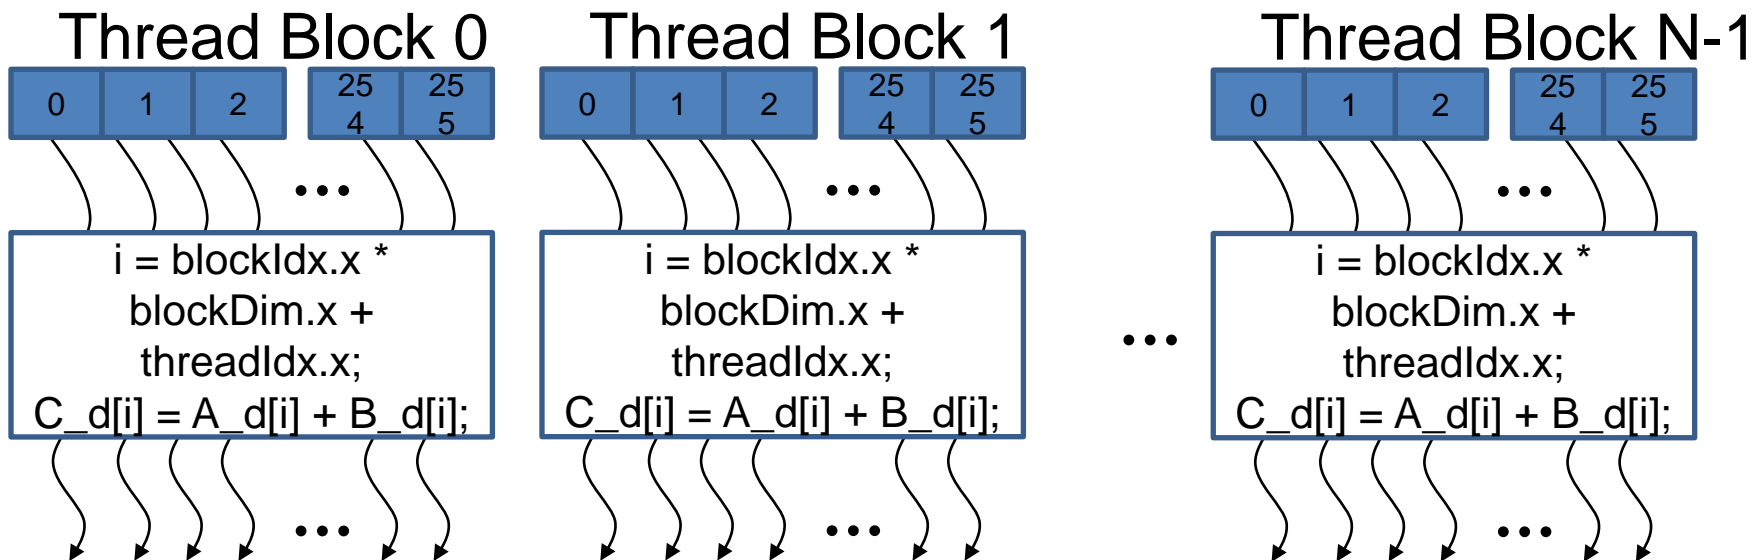 Thread Block 0
0 1 2 25
4 25
5
...
i = blockIdx.x *
blockDim.x +
threadIdx.x;
C_d[i] = A_d[i] + B_d[i];
...
Thread Block 1
0 1 2 25
4 25
5
...
i = blockIdx.x *
blockDim.x +
threadIdx.x;
C_d[i] = A_d[i] + B_d[i];
...
...
Thread Block N-1
0 1 2 25
4 25
5
...
i = blockIdx.x *
blockDim.x +
threadIdx.x;
C_d[i] = A_d[i] + B_d[i];
...